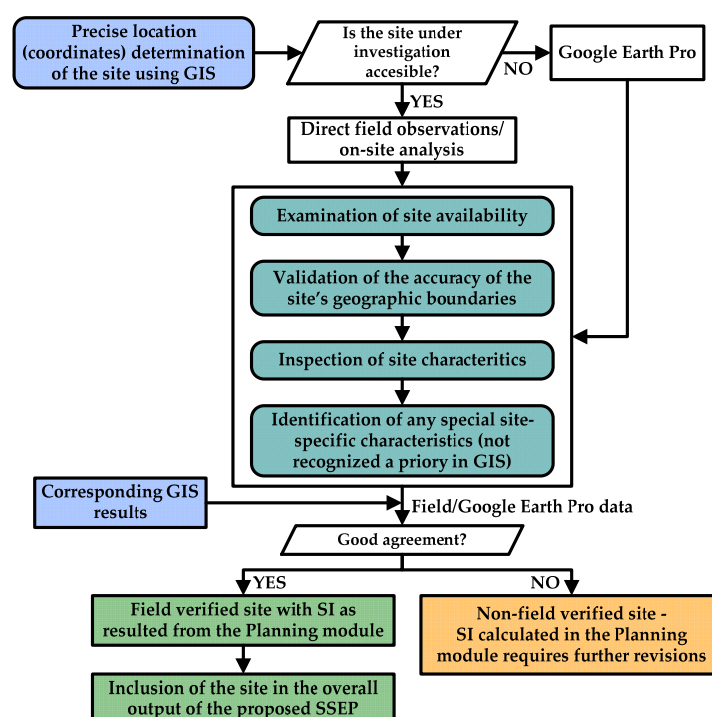 Precise location
(coordinates) determination
of the site using GIS
Is the site under
investigation
accesible?
NO
Google Earth Pro
YES
Direct field observations/
on-site analysis
Examination of site availability
Validation of the accuracy of the
site's geographic boundaries
Inspection of site characteritics
Identification of any special site-
specific characteristics (not
recognized a priory in GIS)
Corresponding GIS
results
Field/Google Earth Pro data
Good agreement?
YES
NO
Field verified site with SI as
resulted from the Planning module
Non-field verified site -
SI calculated in the Planning
module requires further revisions
Inclusion of the site in the overall
output of the proposed SSEP